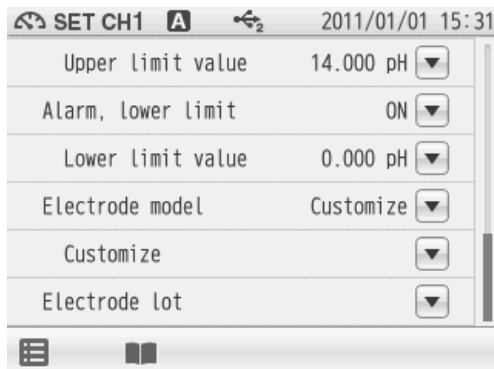 SET CH1 A 2 2011/01/01 15:31
Upper limit value 14.000 pH
Alarm, lower limit ON
Lower limit value 0.000 pH
Electrode model Customize
Customize
Electrode lot